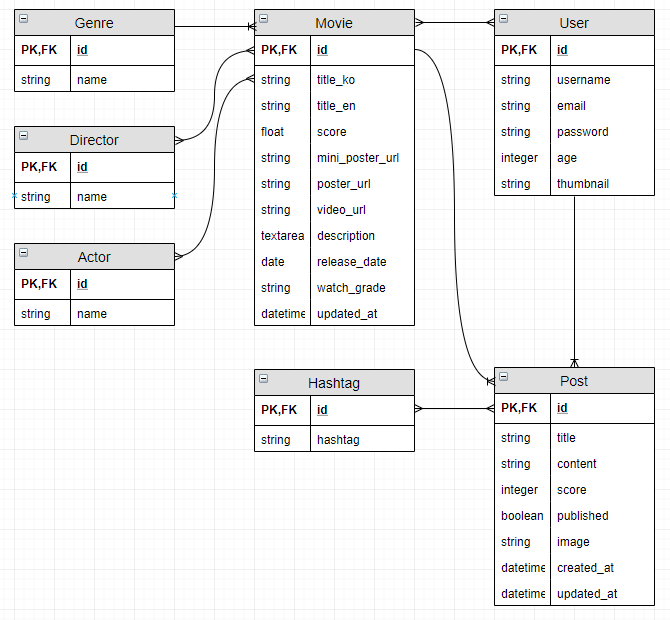 Genre
PK,FK id
string name
Director
PK,FK id
string name
Actor
PK,FK id
string name
Movie
PK,FK id
string title_ko
string title_en
float score
string mini_poster_url
string poster_url
string video_url
textarea description
date release_date
string watch_grade
datetime updated_at
Hashtag
PK,FK id
string hashtag
User
PK,FK id
string username
string email
string password
integer age
string thumbnail
Post
PK,FK id
string title
string content
integer score
boolean published
string image
datetime created_at
datetime updated_at